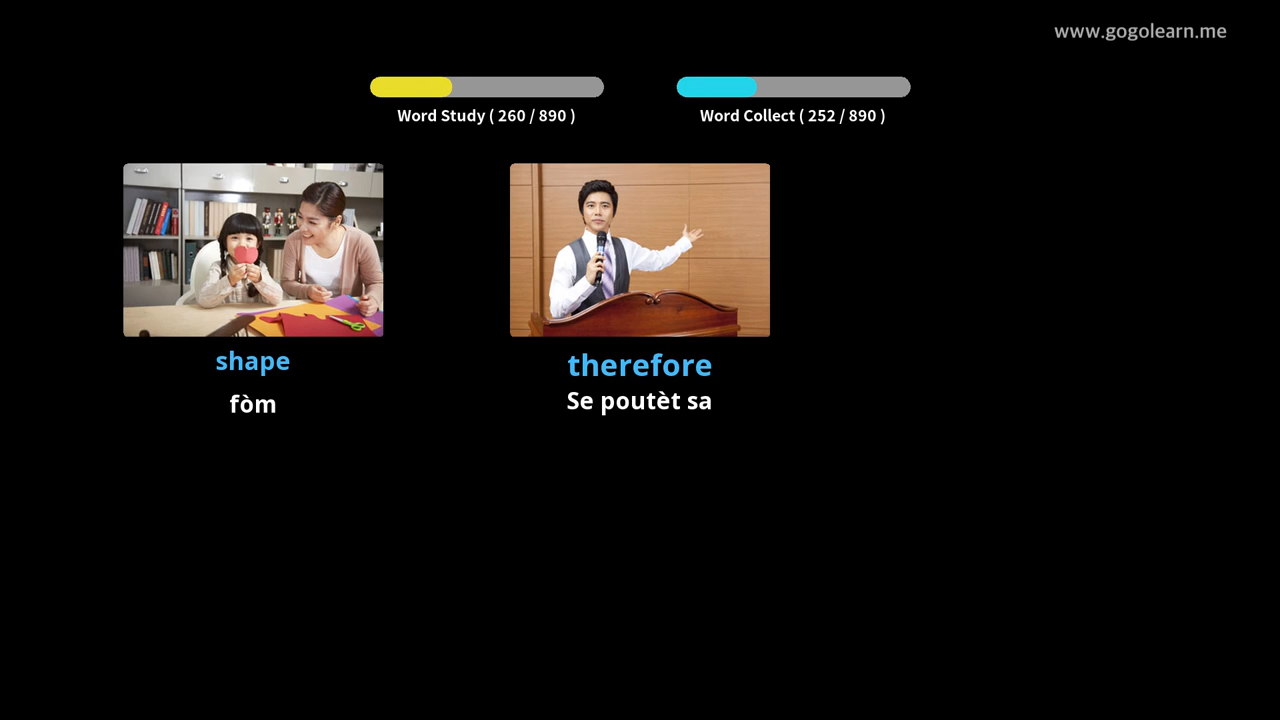 www.gogolearn.me
Word Study ( 260 / 890 )
Word Collect ( 252 / 890 )
shape
fòm
therefore
Se poutèt sa